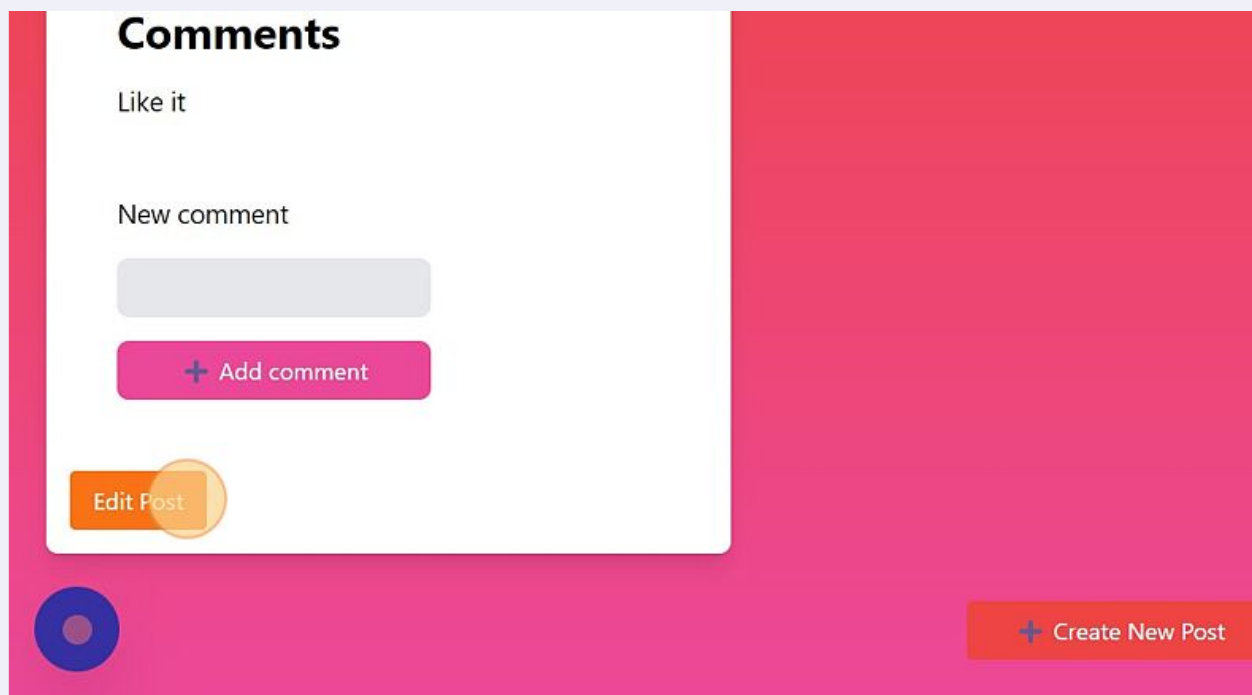 Comments
Like it
New comment
Add comment
Edit Post
Create New Post